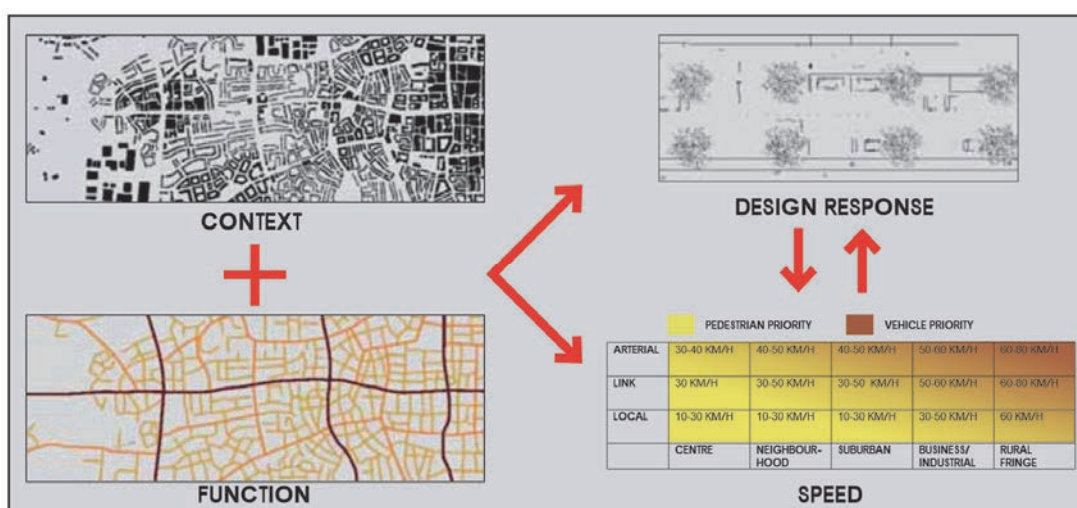 CONTEXT
FUNCTION
DESIGN RESPONSE
PEDESTRIAN PRIORITY VEHICLE PRIORITY
ARTERIAL 30-40 KM/H 40-50 KM/H 40-50 KM/H 50-60 KM/H 60-80 KM/H
LINK 30 KM/H 30-50 KM/H 30-50 KM/H 50-60 KM/H 60-80 KM/H
LOCAL 10-30 KM/H 10-30 KM/H 10-30 KM/H 30-50 KM/H 60 KM/H
CENTRE NEIGHBOUR- SUBURBAN BUSINESS/ RURAL
HOOD INDUSTRIAL FRINGE
SPEED